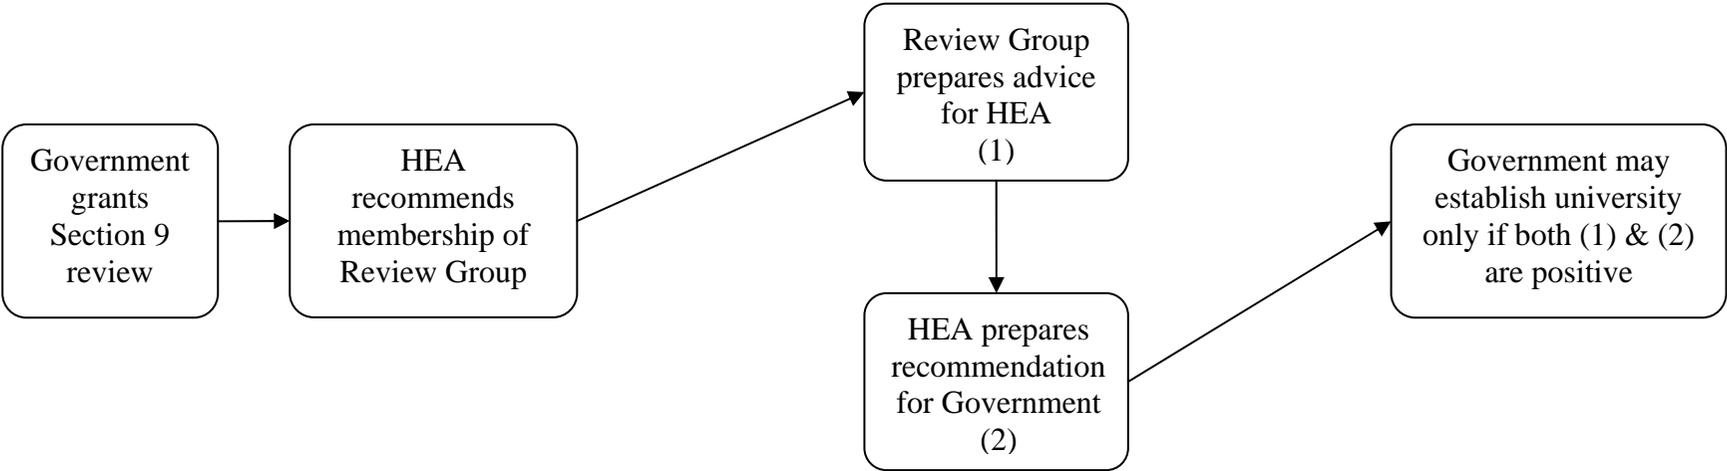 Government
grants
Section 9
review
HEA
recommends
membership of
Review Group
Review Group
prepares advice
for HEA
(1)
HEA prepares
recommendation
for Government
(2)
Government may
establish university
only if both (1) & (2)
are positive